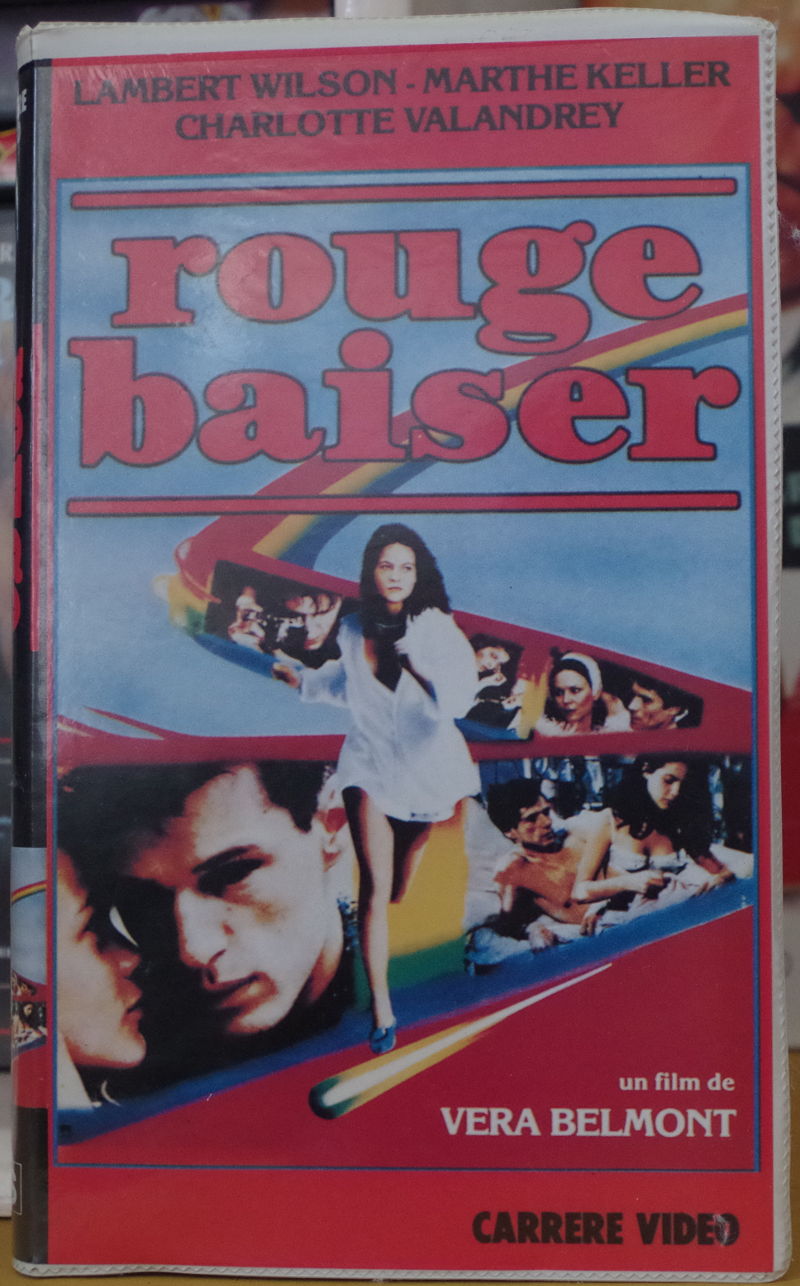 LAMBERT WILSON - MARTHE KELLER
CHARLOTTE VALANDREY
rouge
baiser
un film de
VERA BELMONT
CARRERE VIDEO